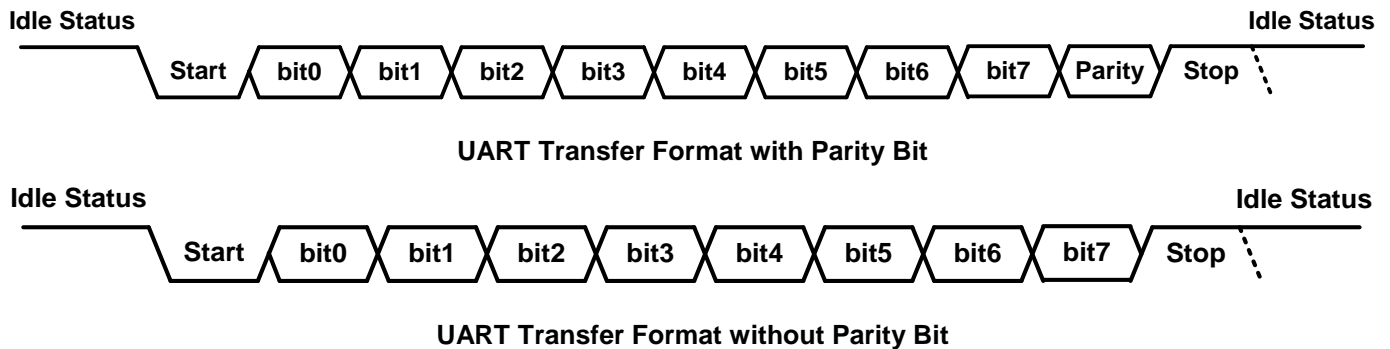 Idle Status Idle Status
Start bit0 bit1 bit2 bit3 bit4 bit5 bit6 bit7 Parity Stop
UART Transfer Format with Parity Bit
Idle Status Idle Status
Start bit0 bit1 bit2 bit3 bit4 bit5 bit6 bit7 Stop
UART Transfer Format without Parity Bit